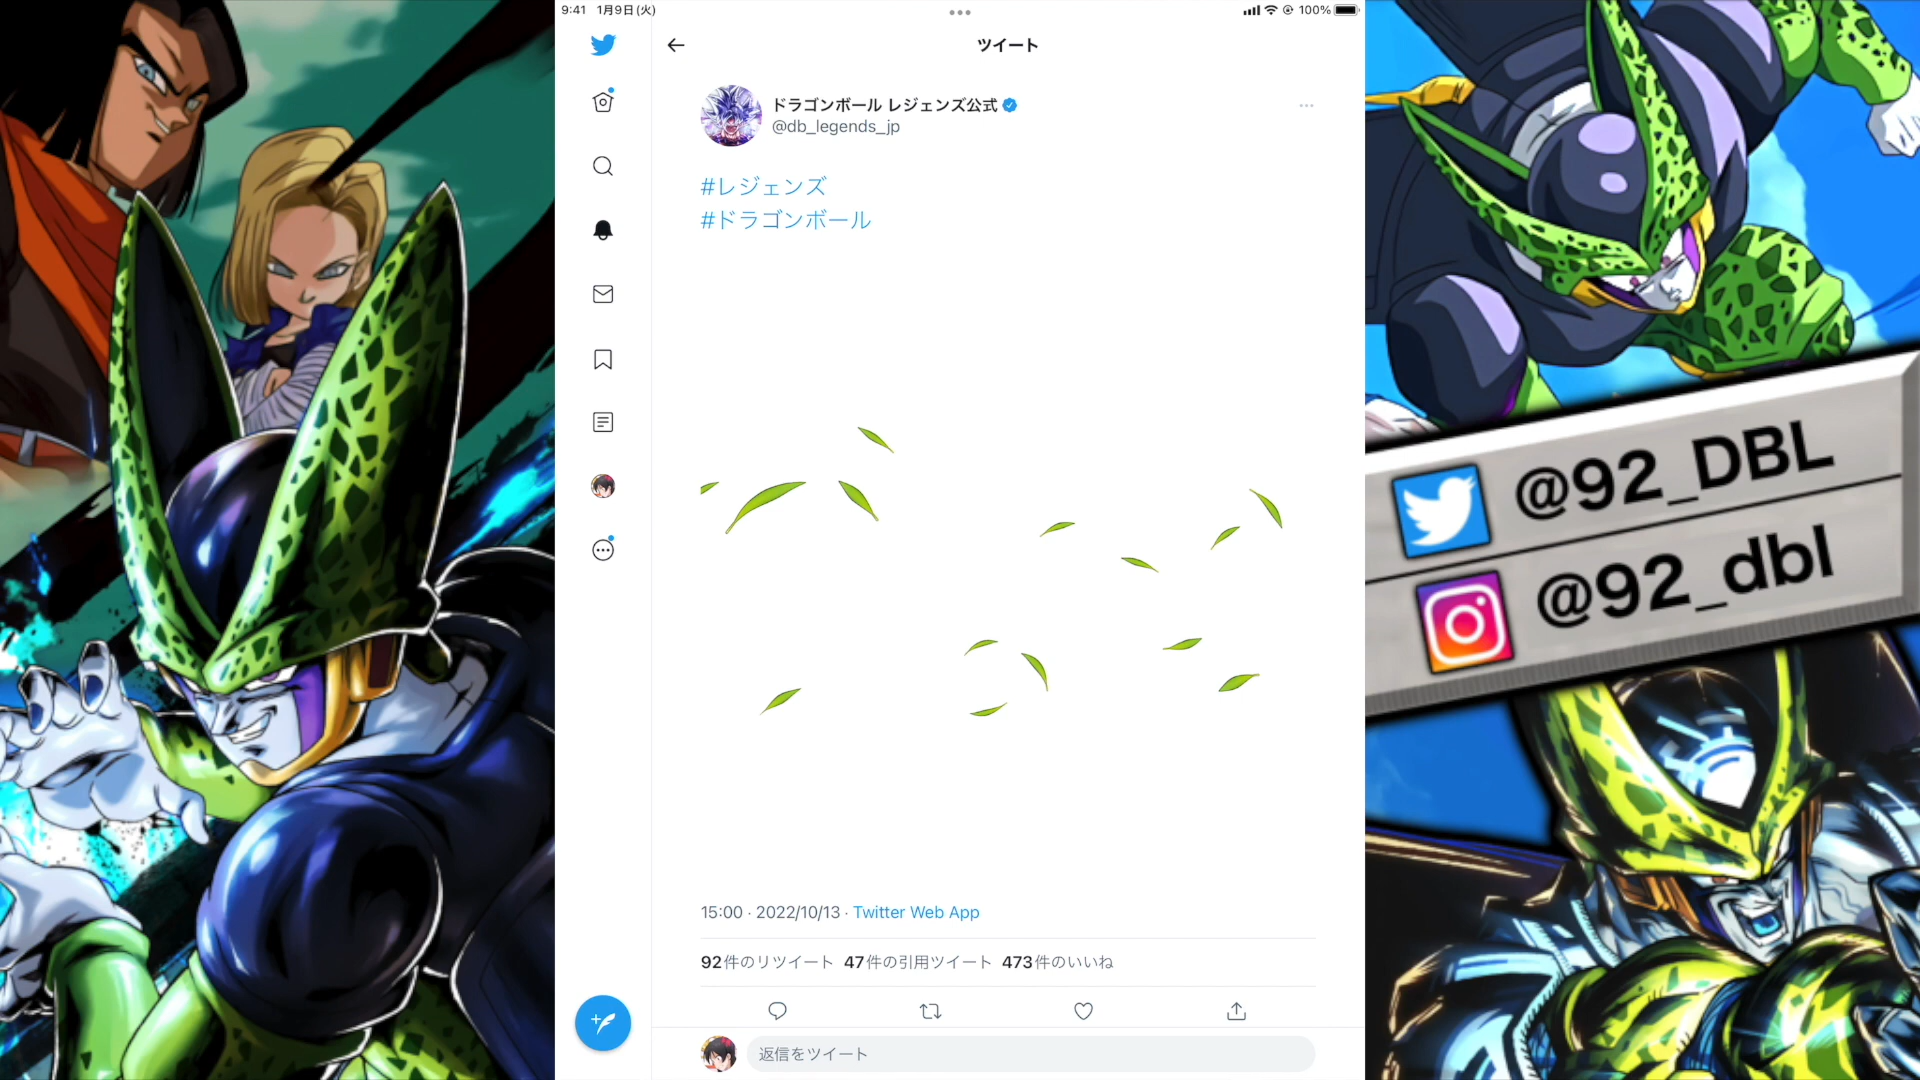 9:41 1月9日(火)
100%
ツイート
ドラゴンボール レジェンズ公式
@db_legends_jp
#レジェンズ
#ドラゴンボール
15:00 · 2022/10/13 · Twitter Web App
92件のリツイート 47件の引用ツイート 473件のいいね
返信をツイート
@92_DBL
@92_dbl